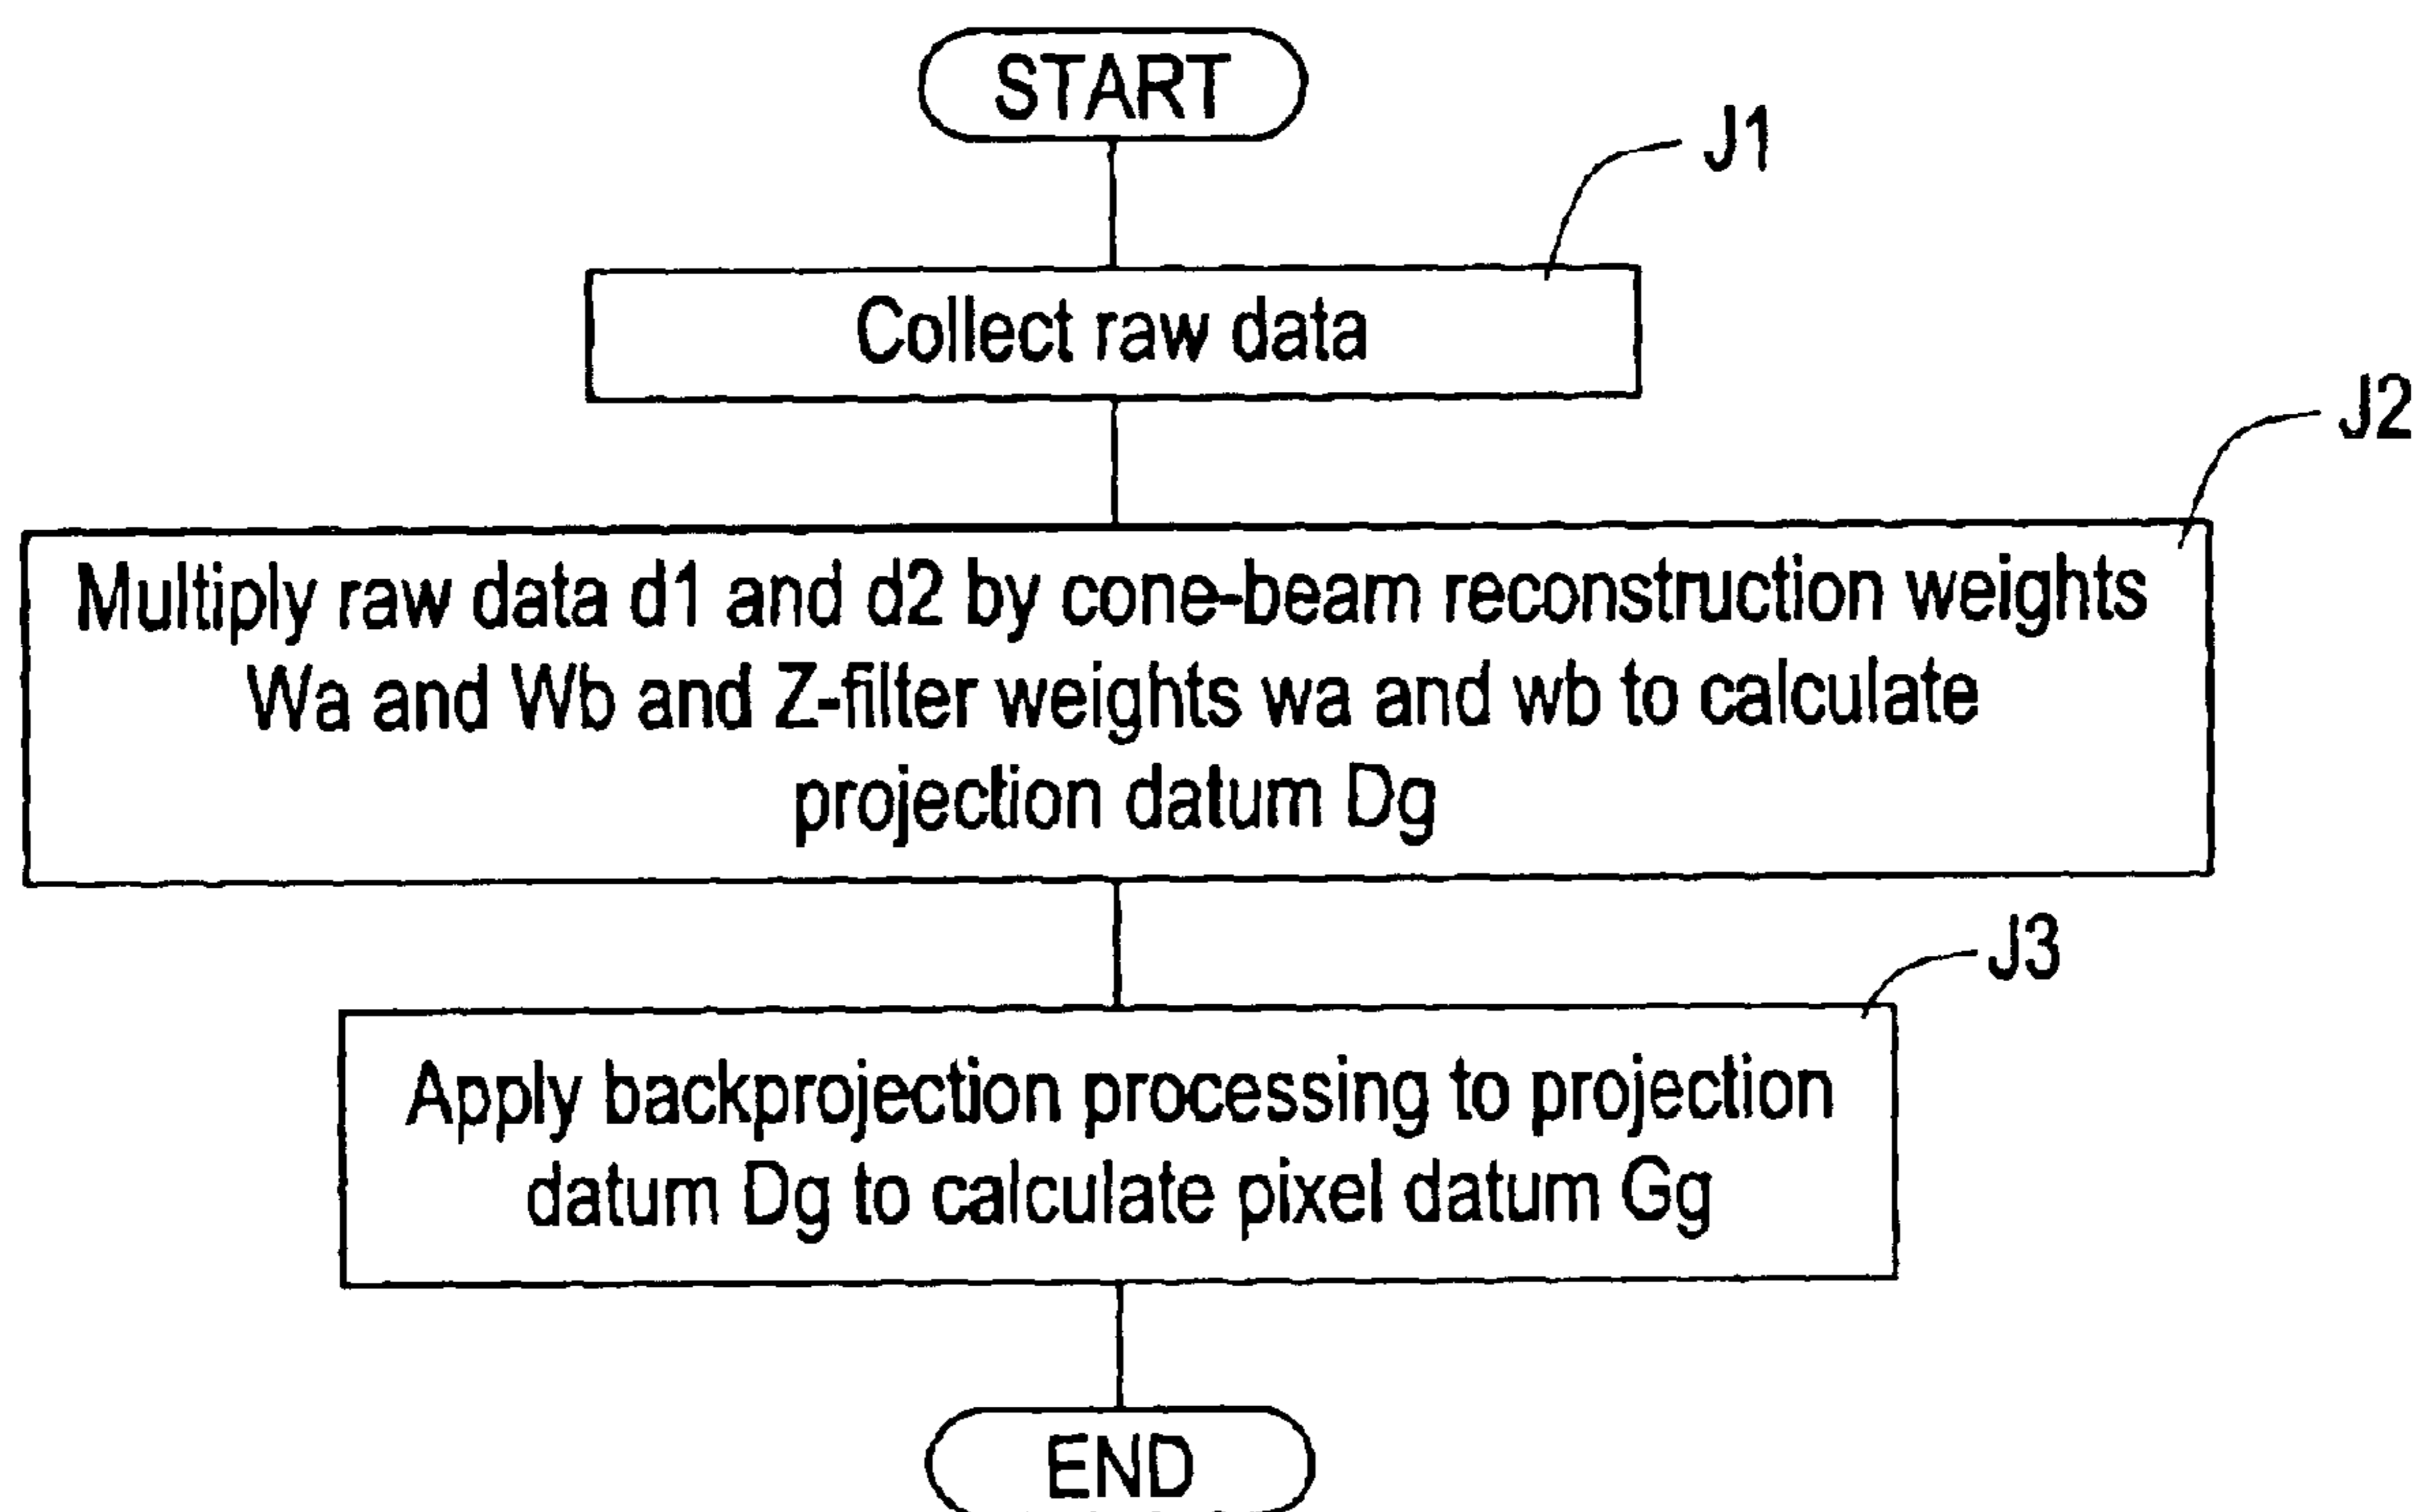 START
J1
Collect raw data
J2
Multiply raw data d1 and d2 by cone-beam reconstruction weights
Wa and Wb and Z-filter weights wa and wb to calculate
projection datum Dg
J3
Apply backprojection processing to projection
datum Dg to calculate pixel datum Gg
END